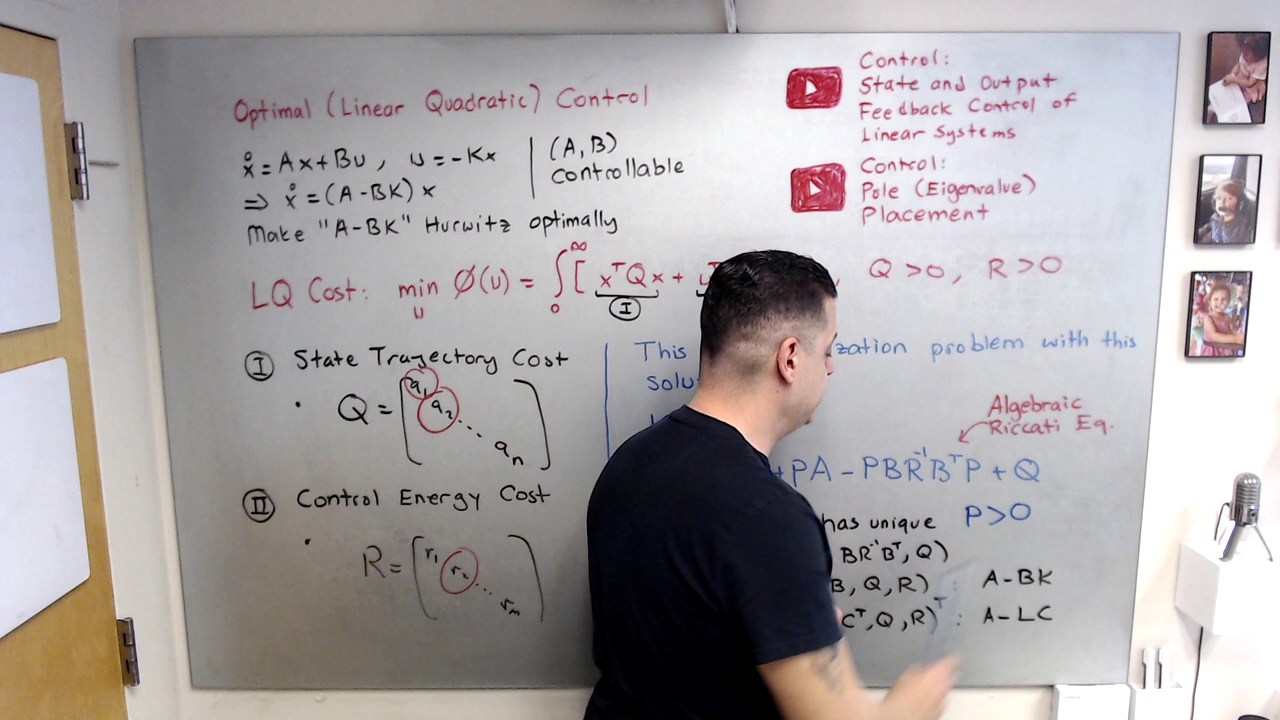 Optimal (Linear Quadratic) Control
ẋ = Ax + Bu , u = -Kx
⇒ ẋ = (A - BK) x
Make "A-BK" Hurwitz optimally
(A, B)
controllable
Control:
State and Output
Feedback Control of
Linear Systems
Control:
Pole (Eigenvalue)
Placement
LQ Cost: min Ø(u) = ∫ [ xᵀQx + , Q >0, R >0
u 0 ∞
I
I State Trajectory Cost
· Q = [ q₁ q₂ ⋱ qₙ ]
II Control Energy Cost
· R = [ r₁ r₂ ⋱ rₘ ]
This zation problem with this
Algebraic
Riccati Eq.
+PA - PBR⁻¹BᵀP + Q
has unique P>0
BR⁻¹Bᵀ, Q)
B, Q, R) : A-BK
Cᵀ, Q, R)ᵀ : A-LC